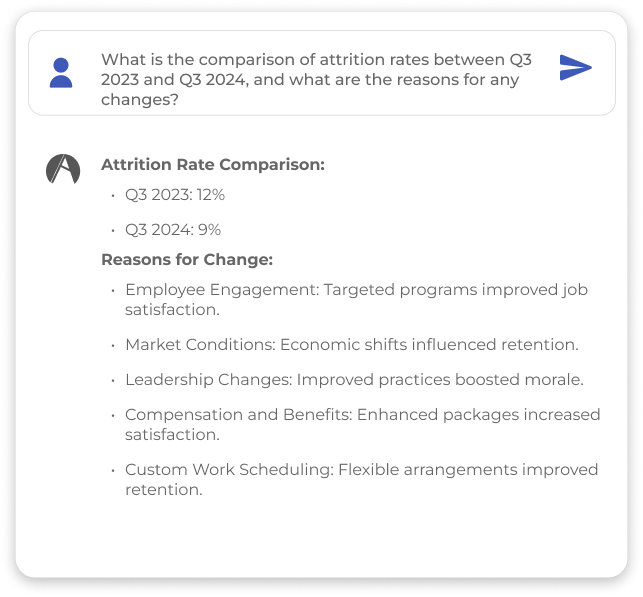 What is the comparison of attrition rates between Q3
2023 and Q3 2024, and what are the reasons for any
changes?
Attrition Rate Comparison:
• Q3 2023: 12%
• Q3 2024: 9%
Reasons for Change:
• Employee Engagement: Targeted programs improved job
satisfaction.
• Market Conditions: Economic shifts influenced retention.
• Leadership Changes: Improved practices boosted morale.
• Compensation and Benefits: Enhanced packages increased
satisfaction.
• Custom Work Scheduling: Flexible arrangements improved
retention.